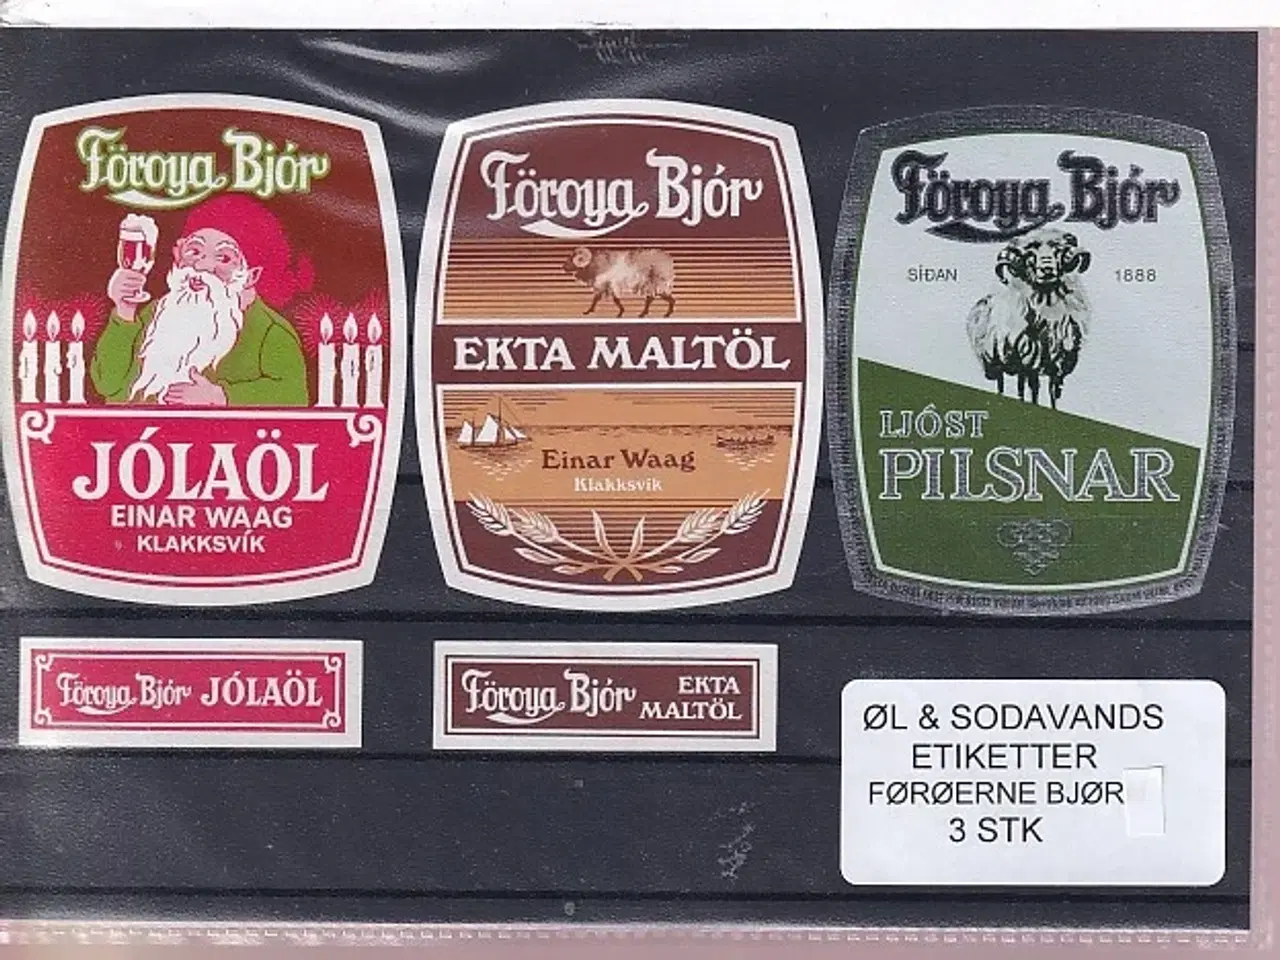 Föroya Bjór
JÓLAÖL
EINAR WAAG
KLAKKSVÍK
Föroya Bjór
EKTA MALTÖL
Einar Waag
Klakksvík
Föroya Bjór
SÍÐAN 1888
LJÓST
PILSNAR
Föroya Bjór JÓLAÖL
Föroya Bjór EKTA
MALTÖL
ØL & SODAVANDS
ETIKETTER
FØRØERNE BJØR
3 STK